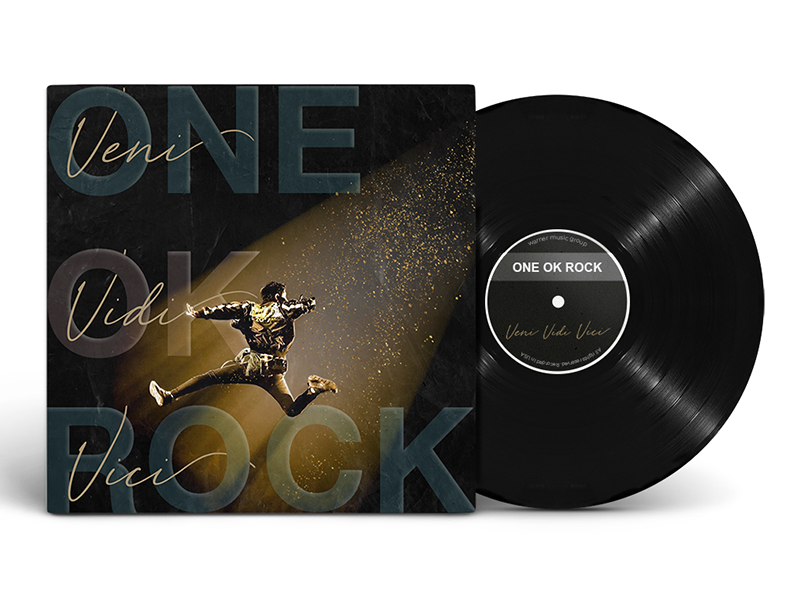 ONE
Veni
OK
Vidi
ROCK
Vici
warner music group
ONE OK ROCK
Veni Vidi Vici